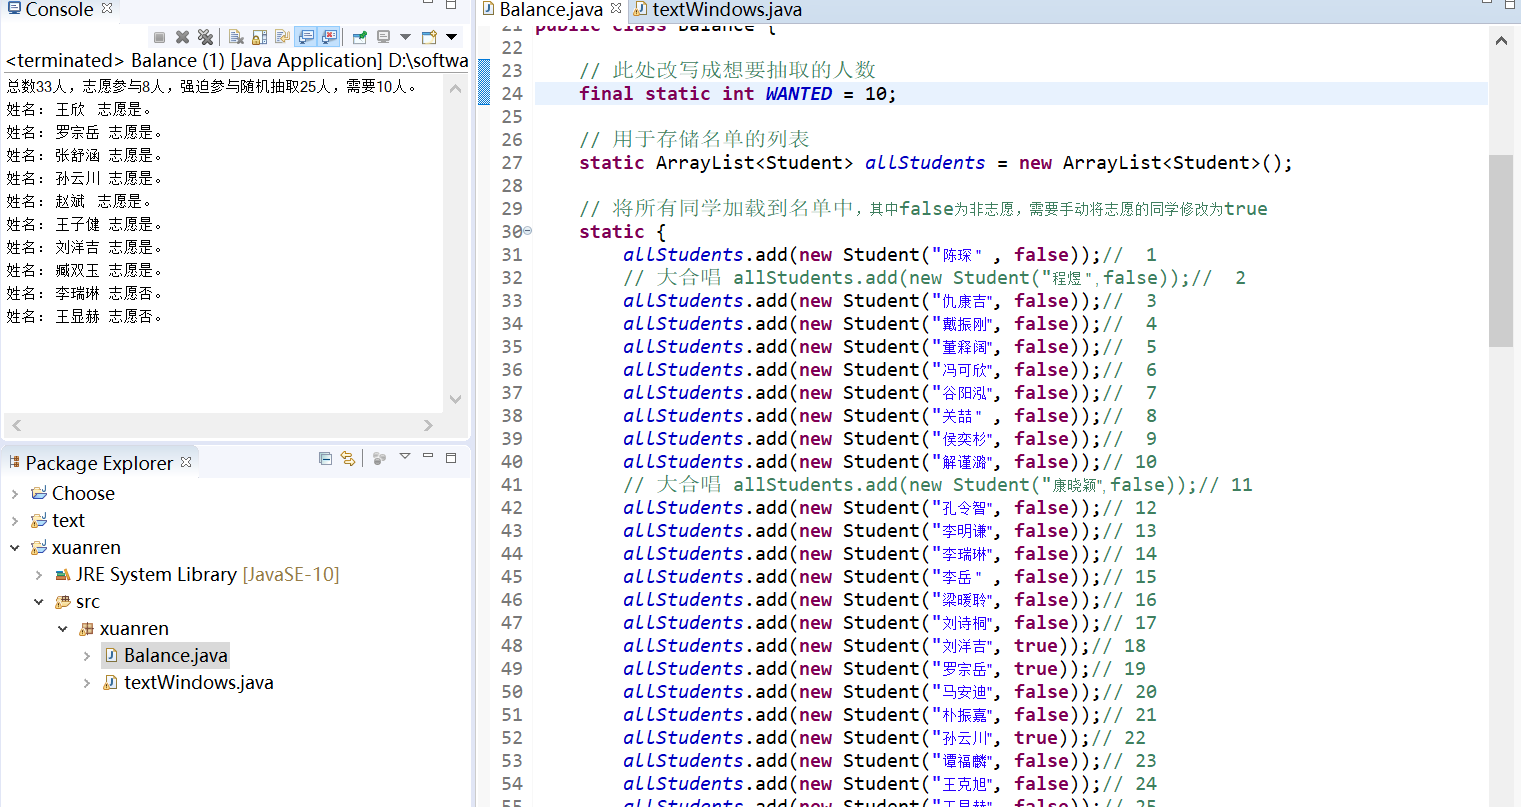 Console
<terminated> Balance (1) [Java Application] D:\softwa
总数33人，志愿参与8人，强迫参与随机抽取25人，需要10人。
姓名： 王欣 志愿是。
姓名： 罗宗岳 志愿是。
姓名： 张舒涵 志愿是。
姓名： 孙云川 志愿是。
姓名： 赵斌 志愿是。
姓名： 王子健 志愿是。
姓名： 刘洋吉 志愿是。
姓名： 臧双玉 志愿是。
姓名： 李瑞琳 志愿否。
姓名： 王显赫 志愿否。
Package Explorer
Choose
text
xuanren
JRE System Library [JavaSE-10]
src
xuanren
Balance.java
textWindows.java
Balance.java textWindows.java
21 public class Balance {
22
23 // 此处改写成想要抽取的人数
24 final static int WANTED = 10;
25
26 // 用于存储名单的列表
27 static ArrayList<Student> allStudents = new ArrayList<Student>();
28
29 // 将所有同学加载到名单中，其中false为非志愿，需要手动将志愿的同学修改为true
30 static {
31 allStudents.add(new Student("陈琛" , false));// 1
32 // 大合唱 allStudents.add(new Student("程煜",false));// 2
33 allStudents.add(new Student("仇康吉", false));// 3
34 allStudents.add(new Student("戴振刚", false));// 4
35 allStudents.add(new Student("董释阔", false));// 5
36 allStudents.add(new Student("冯可欣", false));// 6
37 allStudents.add(new Student("谷阳泓", false));// 7
38 allStudents.add(new Student("关喆" , false));// 8
39 allStudents.add(new Student("侯奕杉", false));// 9
40 allStudents.add(new Student("解谨潞", false));// 10
41 // 大合唱 allStudents.add(new Student("康晓颖",false));// 11
42 allStudents.add(new Student("孔令智", false));// 12
43 allStudents.add(new Student("李明谦", false));// 13
44 allStudents.add(new Student("李瑞琳", false));// 14
45 allStudents.add(new Student("李岳" , false));// 15
46 allStudents.add(new Student("梁暖聆", false));// 16
47 allStudents.add(new Student("刘诗桐", false));// 17
48 allStudents.add(new Student("刘洋吉", true));// 18
49 allStudents.add(new Student("罗宗岳", true));// 19
50 allStudents.add(new Student("马安迪", false));// 20
51 allStudents.add(new Student("朴振嘉", false));// 21
52 allStudents.add(new Student("孙云川", true));// 22
53 allStudents.add(new Student("谭福麟", false));// 23
54 allStudents.add(new Student("王克旭", false));// 24
55 allStudents.add(new Student("王显赫", false));// 25